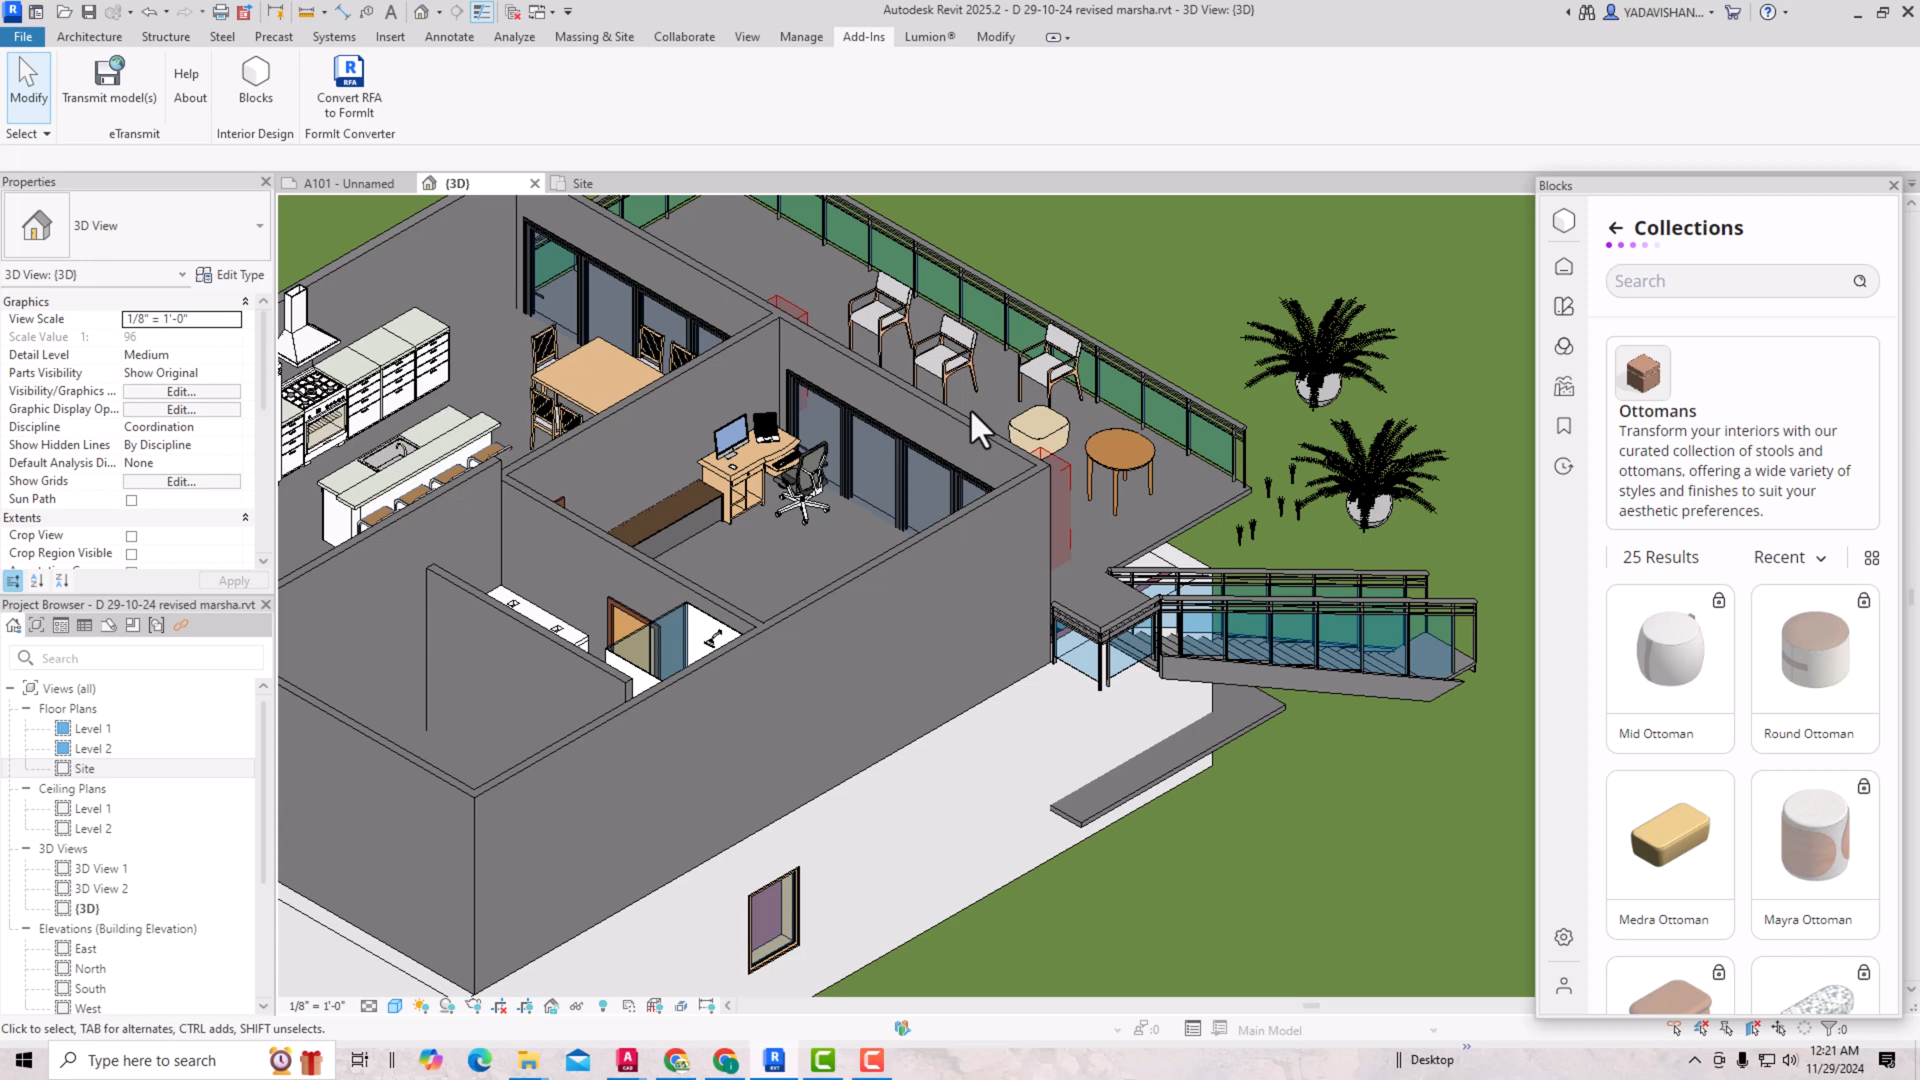 Autodesk Revit 2025.2 - D 29-10-24 revised marsha.rvt - 3D View: {3D}
YADAVISHAN...
File Architecture Structure Steel Precast Systems Insert Annotate Analyze Massing & Site Collaborate View Manage Add-Ins Lumion® Modify
Modify
Transmit model(s)
Help
About
Blocks
RFA
Convert RFA
to FormIt
Select
eTransmit
Interior Design
FormIt Converter
Properties
A101 - Unnamed
{3D}
Site
Blocks
3D View
3D View: {3D}
Edit Type
Graphics
View Scale 1/8" = 1'-0"
Scale Value 1: 96
Detail Level Medium
Parts Visibility Show Original
Visibility/Graphics ... Edit...
Graphic Display Op... Edit...
Discipline Coordination
Show Hidden Lines By Discipline
Default Analysis Di... None
Show Grids Edit...
Sun Path
Extents
Crop View
Crop Region Visible
Apply
Project Browser - D 29-10-24 revised marsha.rvt
Search
Views (all)
Floor Plans
Level 1
Level 2
Site
Ceiling Plans
Level 1
Level 2
3D Views
3D View 1
3D View 2
{3D}
Elevations (Building Elevation)
East
North
South
West
Collections
Search
Ottomans
Transform your interiors with our
curated collection of stools and
ottomans, offering a wide variety of
styles and finishes to suit your
aesthetic preferences.
25 Results
Recent
Mid Ottoman
Round Ottoman
Medra Ottoman
Mayra Ottoman
1/8" = 1'-0"
Click to select, TAB for alternates, CTRL adds, SHIFT unselects.
:0
Main Model
:0
Type here to search
Desktop
12:21 AM
11/29/2024